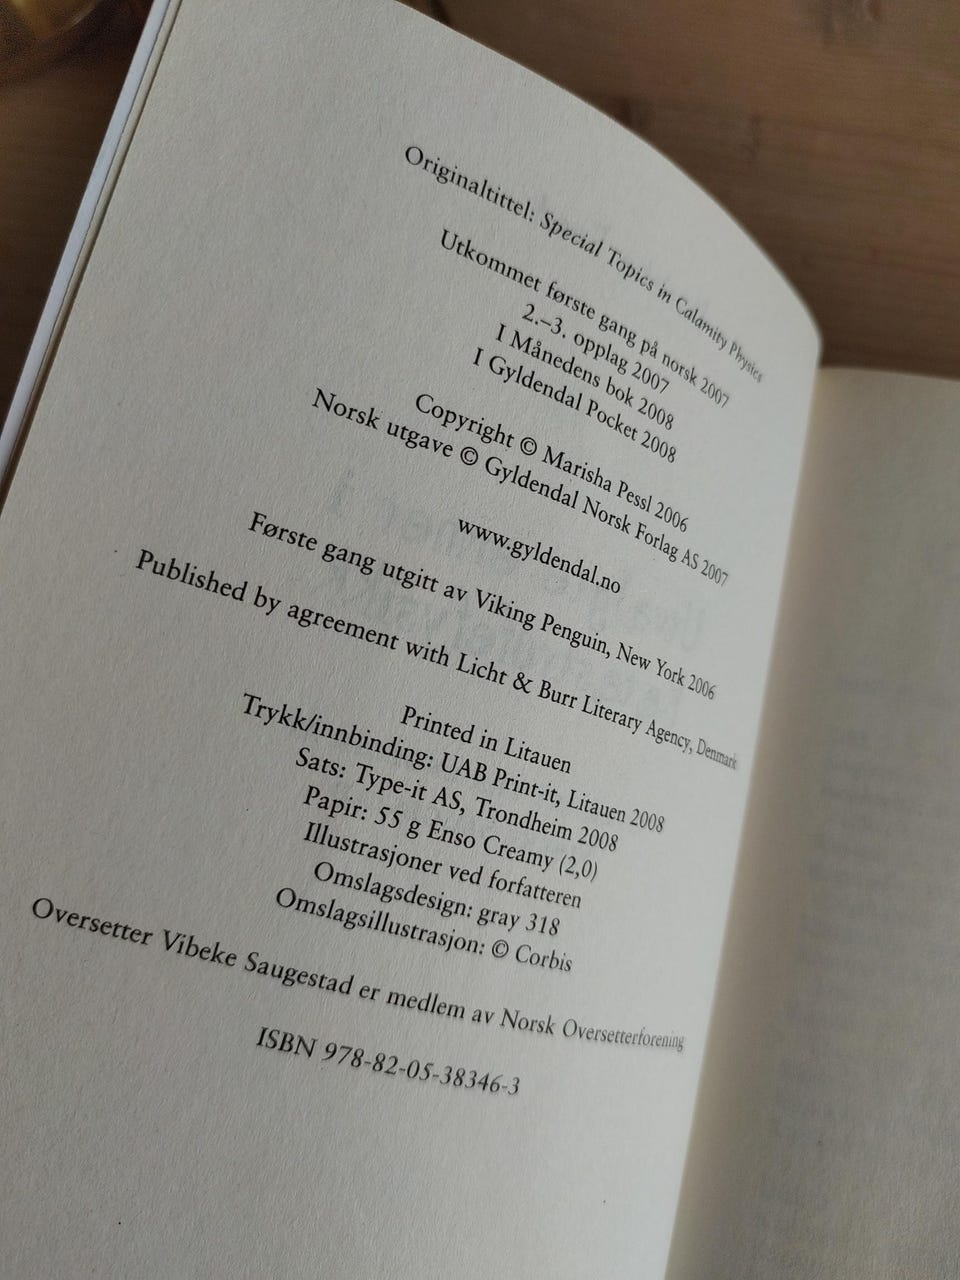 Originaltittel: Special Topics in Calamity Physics
Utkommet første gang på norsk 2007
2.–3. opplag 2007
I Månedens bok 2008
I Gyldendal Pocket 2008
Copyright © Marisha Pessl 2006
Norsk utgave © Gyldendal Norsk Forlag AS 2007
www.gyldendal.no
Første gang utgitt av Viking Penguin, New York 2006
Published by agreement with Licht & Burr Literary Agency, Denmark
Printed in Litauen
Trykk/innbinding: UAB Print-it, Litauen 2008
Sats: Type-it AS, Trondheim 2008
Papir: 55 g Enso Creamy (2,0)
Illustrasjoner ved forfatteren
Omslagsdesign: gray 318
Omslagsillustrasjon: © Corbis
Oversetter Vibeke Saugestad er medlem av Norsk Oversetterforening
ISBN 978-82-05-38346-3